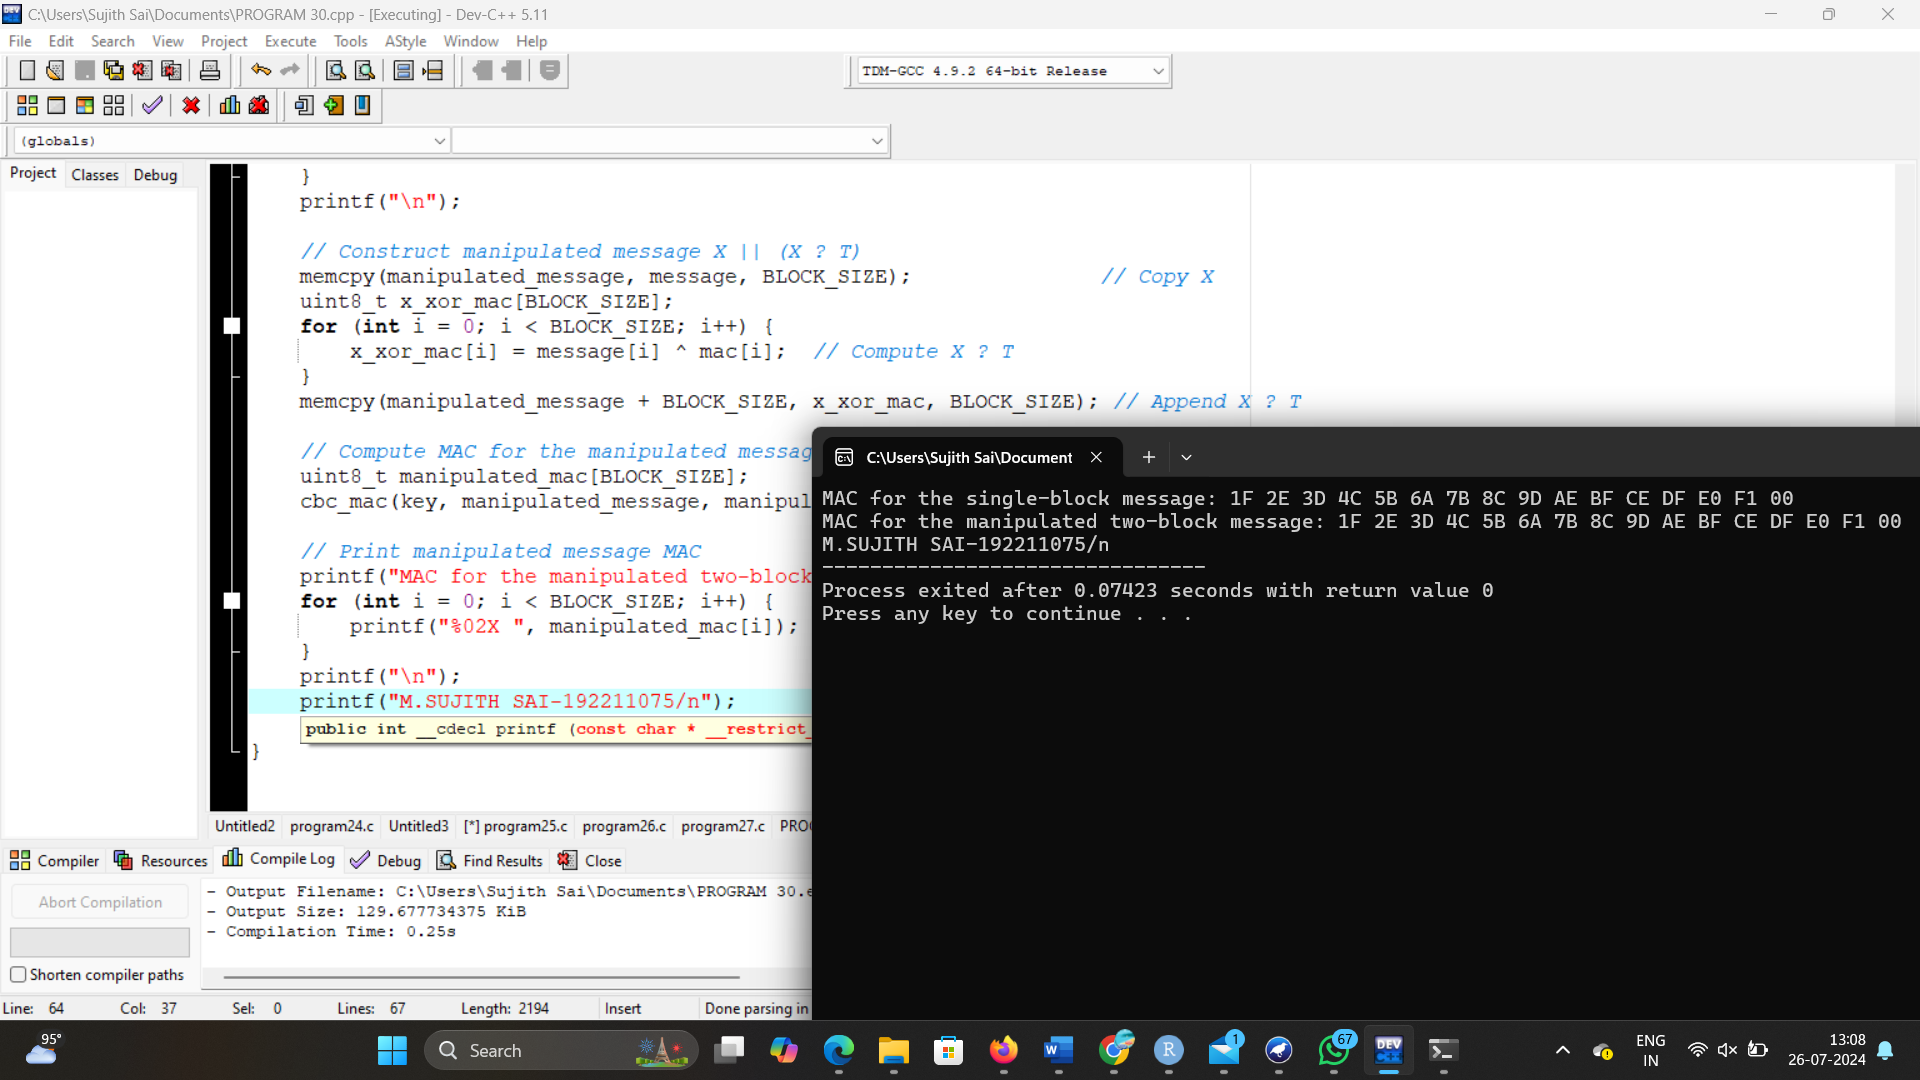 C:\Users\Sujith Sai\Documents\PROGRAM 30.cpp - [Executing] - Dev-C++ 5.11
File Edit Search View Project Execute Tools AStyle Window Help
TDM-GCC 4.9.2 64-bit Release
(globals)
Project Classes Debug
}
printf("\n");
// Construct manipulated message X || (X ? T)
memcpy(manipulated_message, message, BLOCK_SIZE); // Copy X
uint8_t x_xor_mac[BLOCK_SIZE];
for (int i = 0; i < BLOCK_SIZE; i++) {
x_xor_mac[i] = message[i] ^ mac[i]; // Compute X ? T
}
memcpy(manipulated_message + BLOCK_SIZE, x_xor_mac, BLOCK_SIZE); // Append X ? T
// Compute MAC for the manipulated messag
uint8_t manipulated_mac[BLOCK_SIZE];
cbc_mac(key, manipulated_message, manipul
// Print manipulated message MAC
printf("MAC for the manipulated two-block
for (int i = 0; i < BLOCK_SIZE; i++) {
printf("%02X ", manipulated_mac[i]);
}
printf("\n");
printf("M.SUJITH SAI-192211075/n");
public int __cdecl printf (const char * __restrict_
}
C:\Users\Sujith Sai\Document
MAC for the single-block message: 1F 2E 3D 4C 5B 6A 7B 8C 9D AE BF CE DF E0 F1 00
MAC for the manipulated two-block message: 1F 2E 3D 4C 5B 6A 7B 8C 9D AE BF CE DF E0 F1 00
M.SUJITH SAI-192211075/n
--------------------------------
Process exited after 0.07423 seconds with return value 0
Press any key to continue . . .
Untitled2 program24.c Untitled3 [*] program25.c program26.c program27.c PRO
Compiler Resources Compile Log Debug Find Results Close
Abort Compilation
Shorten compiler paths
- Output Filename: C:\Users\Sujith Sai\Documents\PROGRAM 30.e
- Output Size: 129.677734375 KiB
- Compilation Time: 0.25s
Line: 64 Col: 37 Sel: 0 Lines: 67 Length: 2194 Insert Done parsing in
95°
Search
1
67
DEV C++
ENG
IN
13:08
26-07-2024